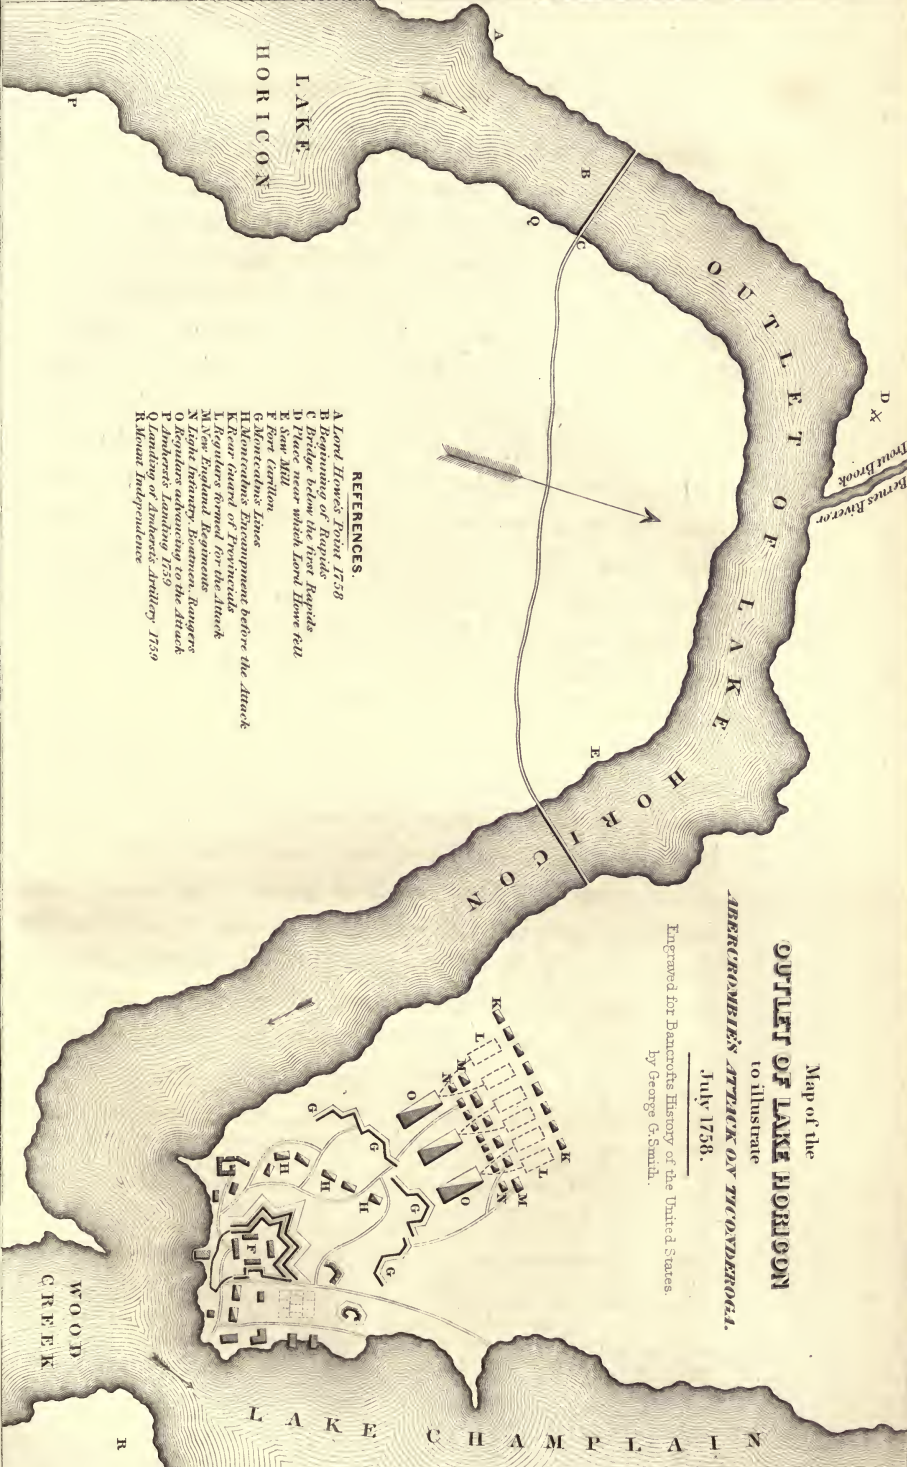 Map of the
OUTLET OF LAKE HORICON
to illustrate
ABERCROMBIE'S ATTACK ON TICONDEROGA.
July 1758.
Engraved for Bancrofts History of the United States.
by George G. Smith.
LAKE
HORICON
OUTLET OF LAKE HORICON
Trout Brook
Bernes River, or
WOOD
CREEK
LAKE CHAMPLAIN
REFERENCES.
A Lord Howe's Point 1758
B Beginning of Rapids
C Bridge below the first Rapids
D Place near which Lord Howe fell
E Saw Mill
F Fort Carillon
G Montcalm's Lines
H Montcalm's Encampment before the Attack
K Rear Guard of Provincials
L Regulars formed for the Attack
M New England Regiments
N Light Infantry. Boatmen. Rangers
O Regulars advancing to the Attack
P Amherst's Landing 1759
Q Landing of Amherst's Artillery 1759
R Mount Independence
A
B
C
D
E
P
Q
R
K
K
L
L
M
M
N
N
O
O
O
G
G
G
G
H
H
H
F